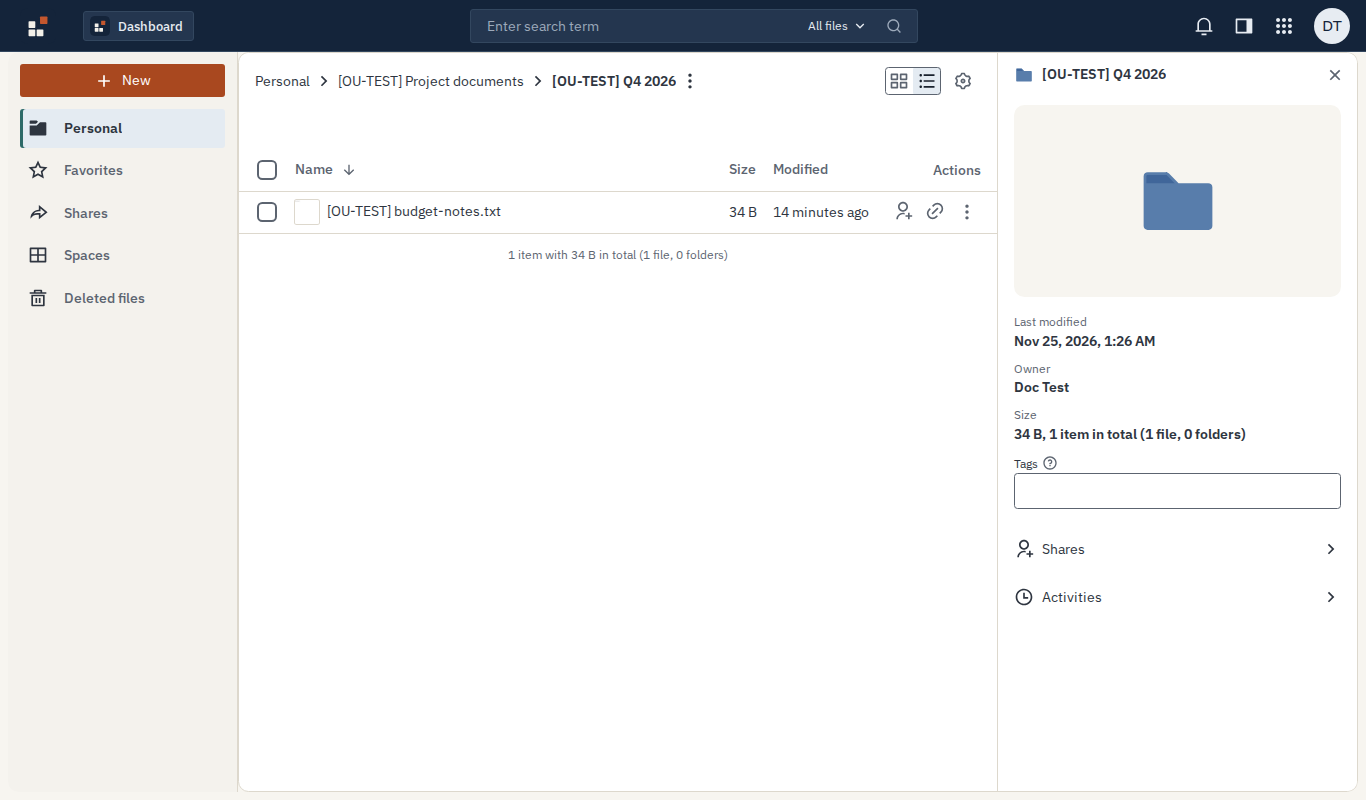 Dashboard
Enter search term
All files
DT
New
Personal
Favorites
Shares
Spaces
Deleted files
Personal
[OU-TEST] Project documents
[OU-TEST] Q4 2026
Name
Size
Modified
Actions
[OU-TEST] budget-notes.txt
34 B
14 minutes ago
1 item with 34 B in total (1 file, 0 folders)
[OU-TEST] Q4 2026
Last modified
Nov 25, 2026, 1:26 AM
Owner
Doc Test
Size
34 B, 1 item in total (1 file, 0 folders)
Tags
Shares
Activities